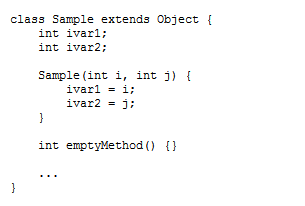 class Sample extends Object {
    int ivar1;
    int ivar2;

    Sample(int i, int j) {
        ivar1 = i;
        ivar2 = j;
    }

    int emptyMethod() {}

    ...
}